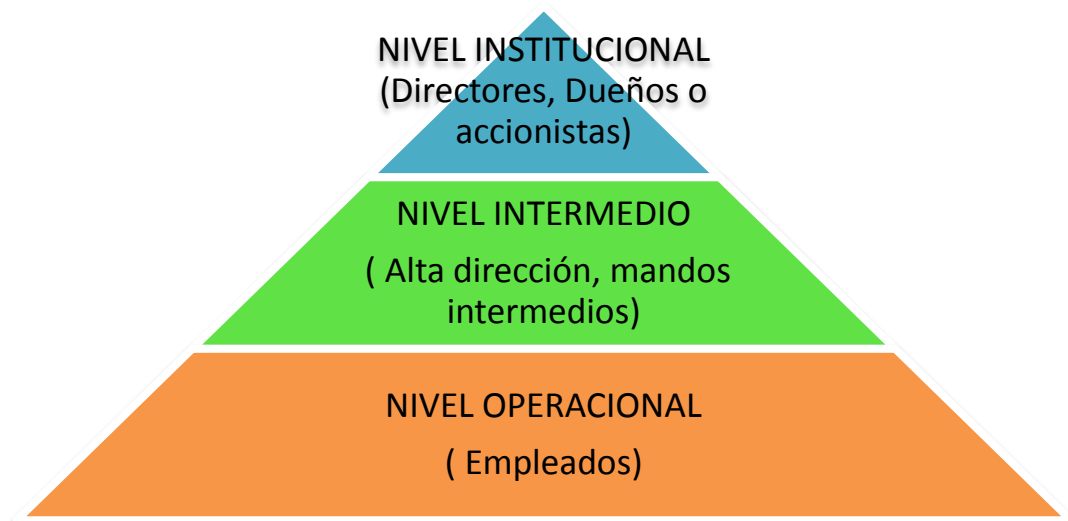 NIVEL INSTITUCIONAL
(Directores, Dueños o
accionistas)
NIVEL INTERMEDIO
( Alta dirección, mandos
intermedios)
NIVEL OPERACIONAL
( Empleados)